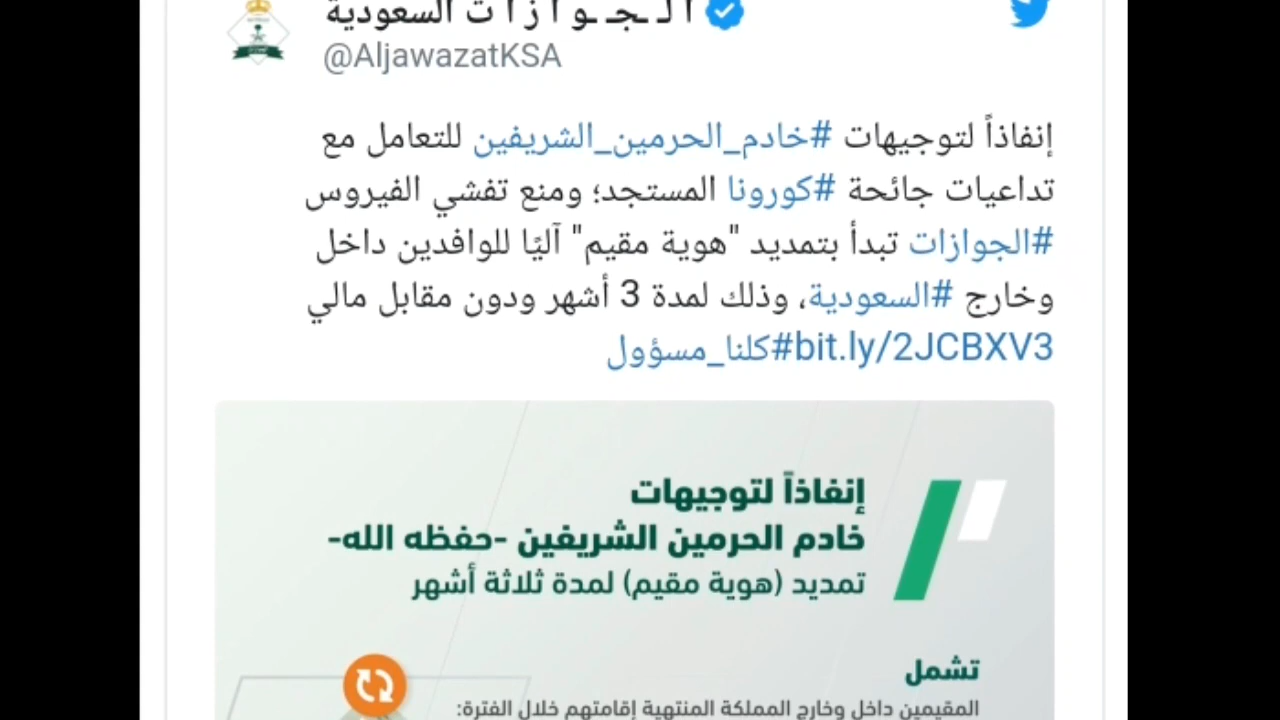 الـجـوازات السعودية
@AljawazatKSA
إنفاذاً لتوجيهات #خادم_الحرمين_الشريفين للتعامل مع
تداعيات جائحة #كورونا المستجد؛ ومنع تفشي الفيروس
#الجوازات تبدأ بتمديد "هوية مقيم" آليًا للوافدين داخل
وخارج #السعودية، وذلك لمدة 3 أشهر ودون مقابل مالي
bit.ly/2JCBXV3#كلنا_مسؤول
إنفاذاً لتوجيهات
خادم الحرمين الشريفين -حفظه الله-
تمديد (هوية مقيم) لمدة ثلاثة أشهر
تشمل
المقيمين داخل وخارج المملكة المنتهية إقامتهم خلال الفترة: